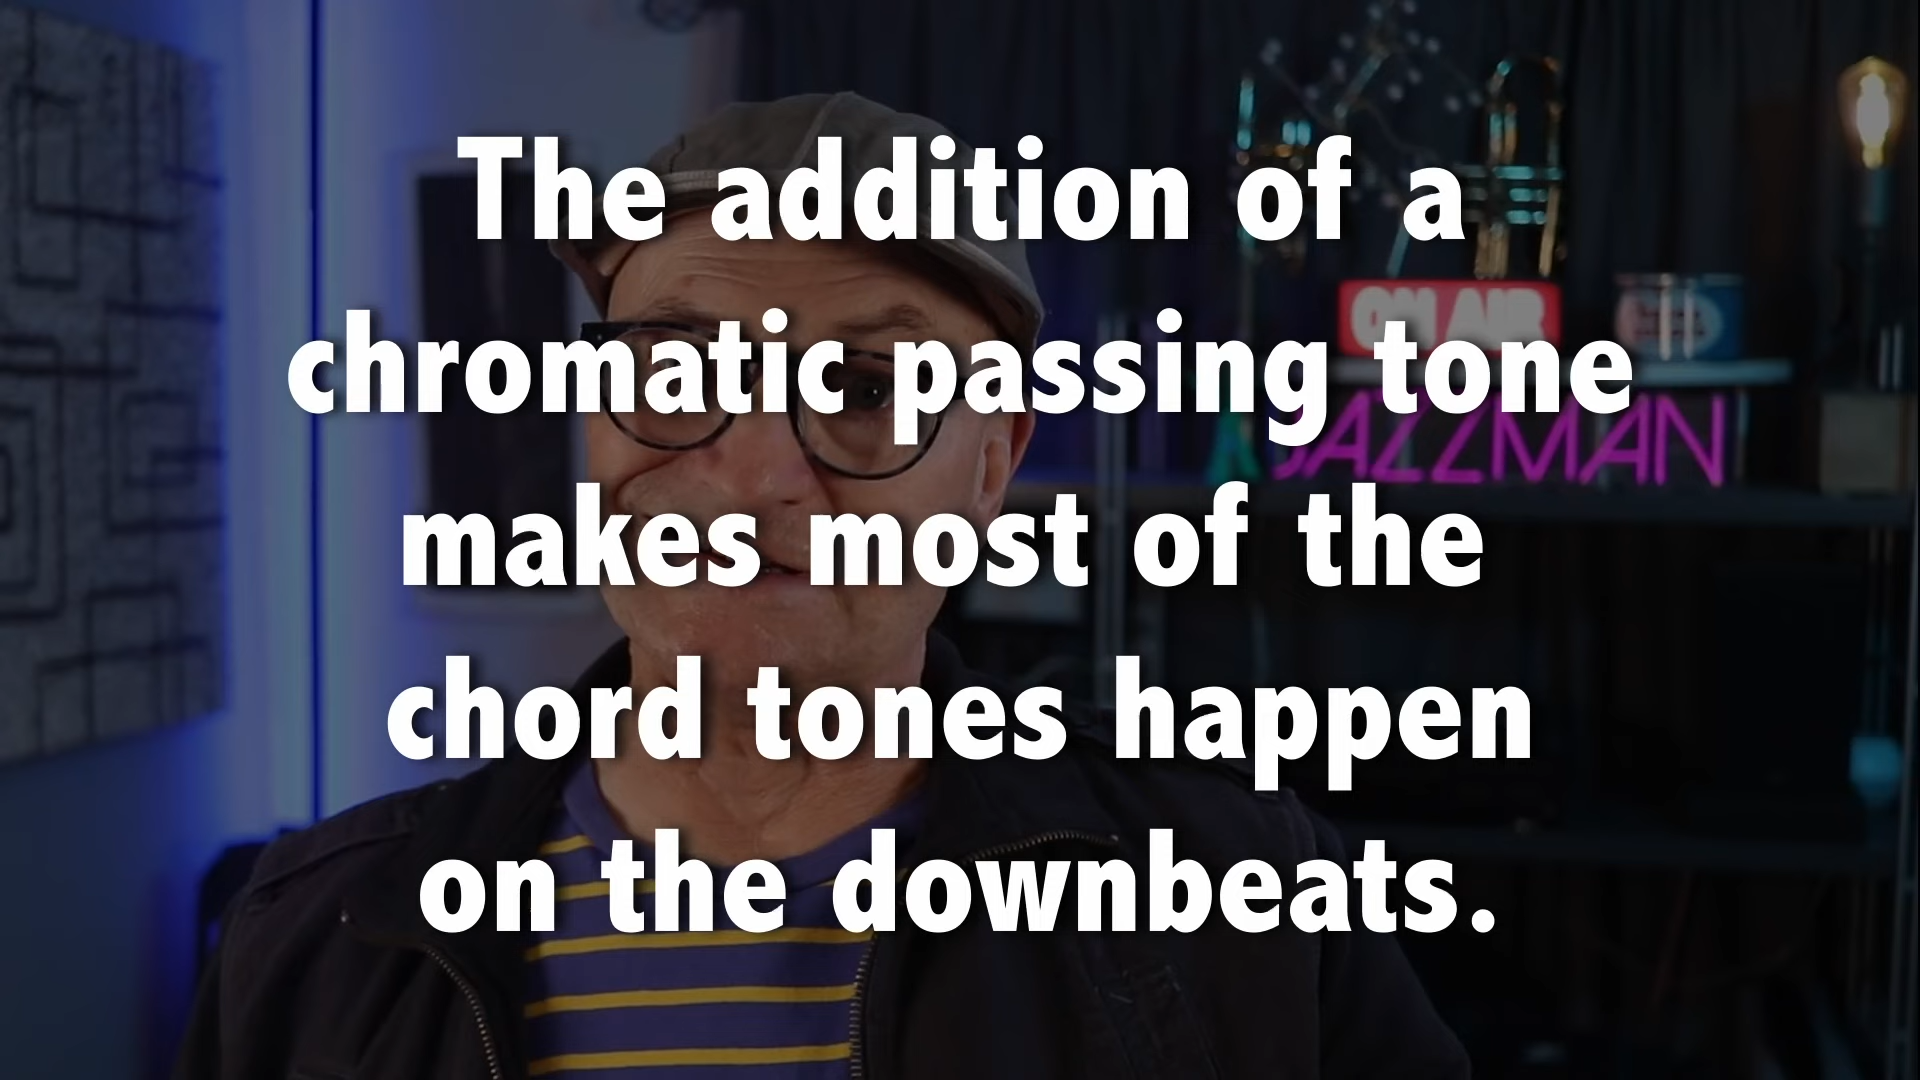 The addition of a
chromatic passing tone
makes most of the
chord tones happen
on the downbeats.
ON AIR
JAZZMAN